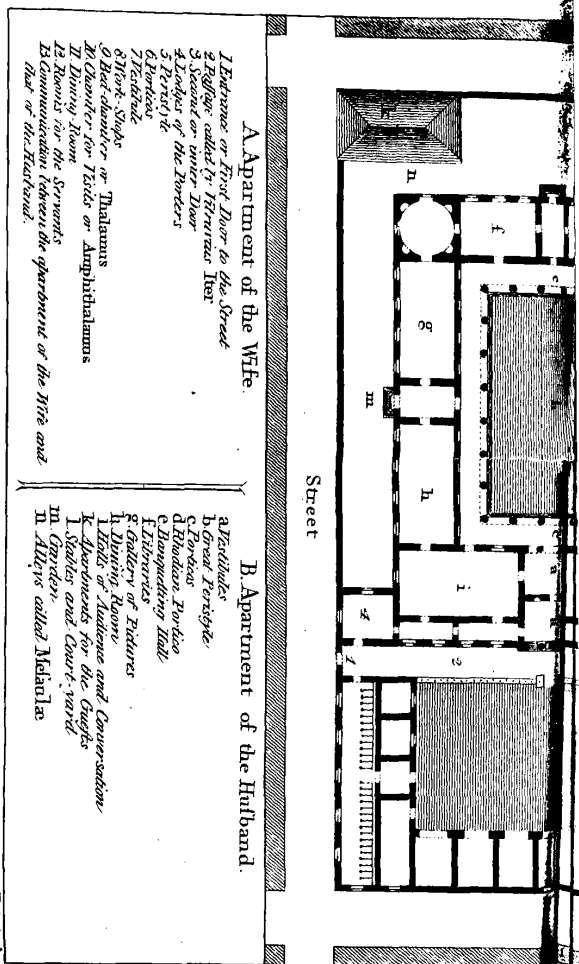 Street
k
n
f
e
g
b
m
h
e
a
i
4
1
2
A. Apartment of the Wife.
1. Entrance or First Door to the Street
2. Passage called by Vitruvius Iter
3. Second or inner Door
4. Lodges of the Porters
5. Peristyle
6. Porticos
7. Vestibule
8. Work-Shops
9. Bed chamber or Thalamus
10. Chamber for Visits or Amphithalamus
11. Dining Room
12. Rooms for the Servants
13. Communication between the apartment of the Wife and
that of the Husband.
B. Apartment of the Husband.
a. Vestibules
b. Great Peristyle
c. Porticos
d. Rhodian Portico
e. Banqueting Hall
f. Libraries
g. Gallery of Pictures
h. Dining Room
i. Halls of Audience and Conversation
k. Apartments for the Guests
l. Stables and Court-yard
m. Garden
n. Alleys called Mesaulæ